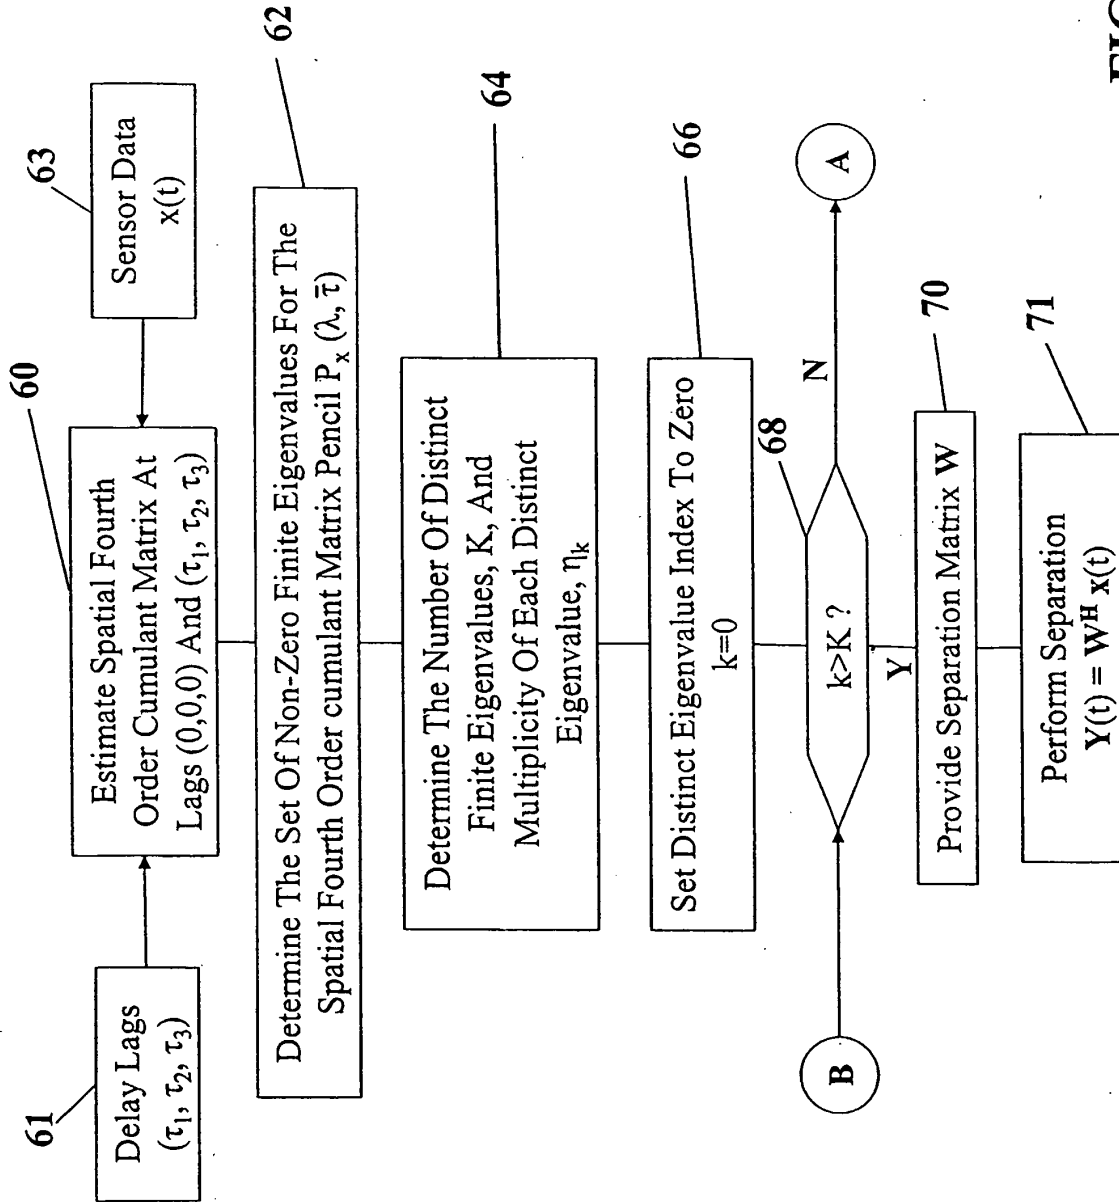 63
Sensor Data
x(t)
60
Estimate Spatial Fourth
Order Cumulant Matrix At
Lags (0,0,0) And (τ₁, τ₂, τ₃)
61
Delay Lags
(τ₁, τ₂, τ₃)
62
Determine The Set Of Non-Zero Finite Eigenvalues For The
Spatial Fourth Order cumulant Matrix Pencil Pₓ (λ, τ̄)
64
Determine The Number Of Distinct
Finite Eigenvalues, K, And
Multiplicity Of Each Distinct
Eigenvalue, ηₖ
66
Set Distinct Eigenvalue Index To Zero
k=0
68
B
k>K ?
N
A
Y
70
Provide Separation Matrix W
71
Perform Separation
Y(t) = Wᴴ x(t)